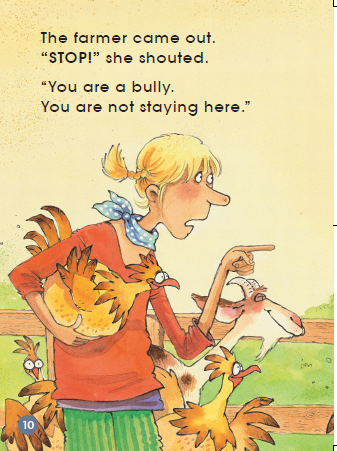 The farmer came out.
“STOP!” she shouted.
“You are a bully.
You are not staying here.”
10